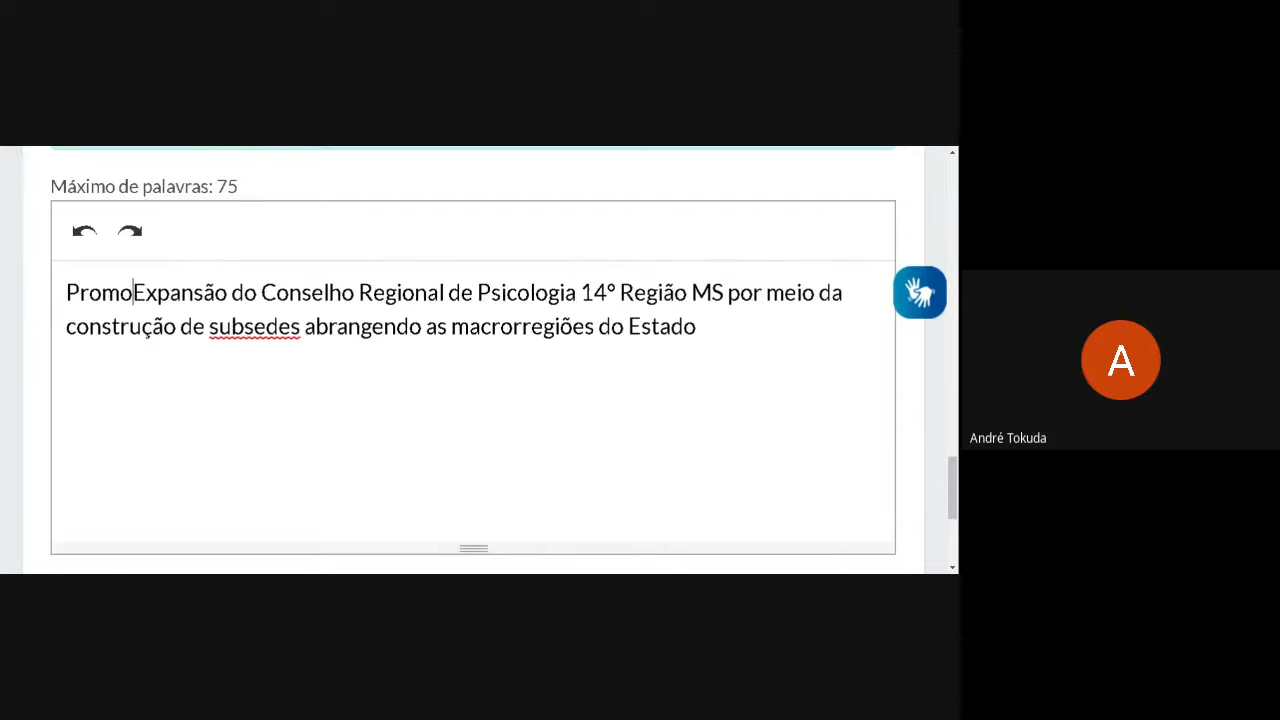 Máximo de palavras: 75
PromoExpansão do Conselho Regional de Psicologia 14° Região MS por meio da
construção de subsedes abrangendo as macrorregiões do Estado
A
André Tokuda